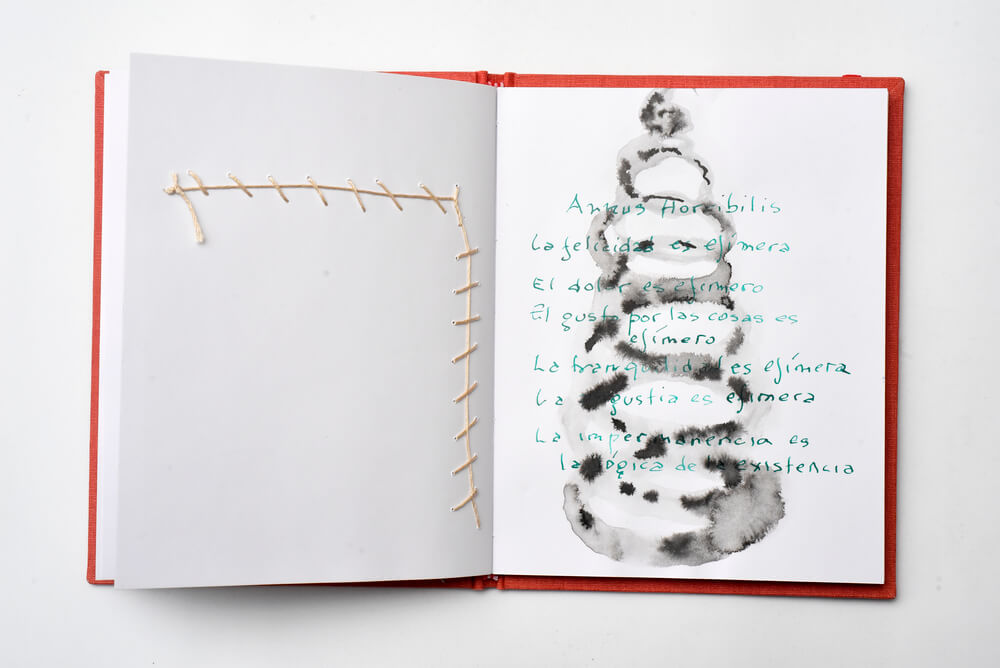 Annus Horribilis
La felicidad es efímera
El dolor es efímero
El gusto por las cosas es
efímero
La tranquilidad es efímera
La angustia es efímera
La impermanencia es
la lógica de la existencia